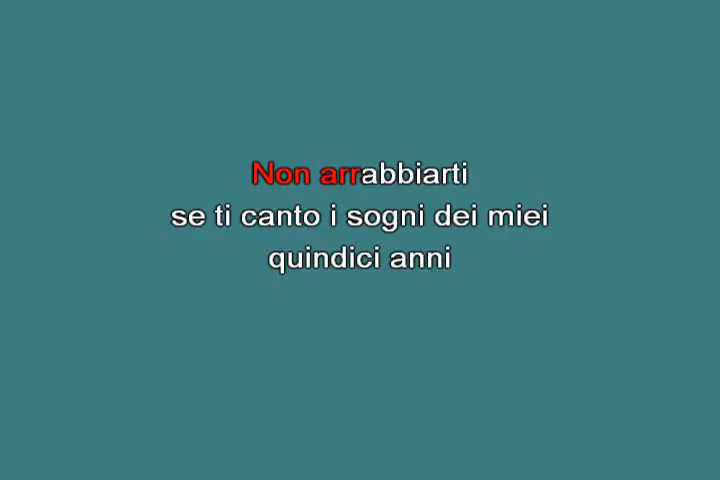 Non arrabbiarti
se ti canto i sogni dei miei
quindici anni